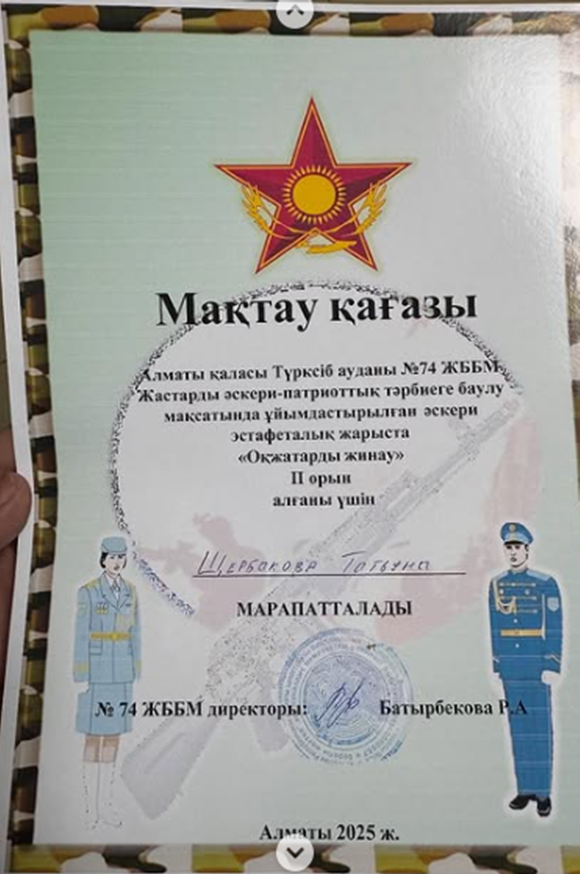 Мақтау қағазы
Алматы қаласы Түрксіб ауданы №74 ЖББМ
Жастарды әскери-патриоттық тәрбиеге баулу
мақсатында ұйымдастырылған әскери
эстафеталық жарыста
«Оқжатарды жинау»
II орын
алғаны үшін
Щербакова Татьяна
МАРАПАТТАЛАДЫ
№ 74 ЖББМ директоры: Батырбекова Р.А
Алматы 2025 ж.